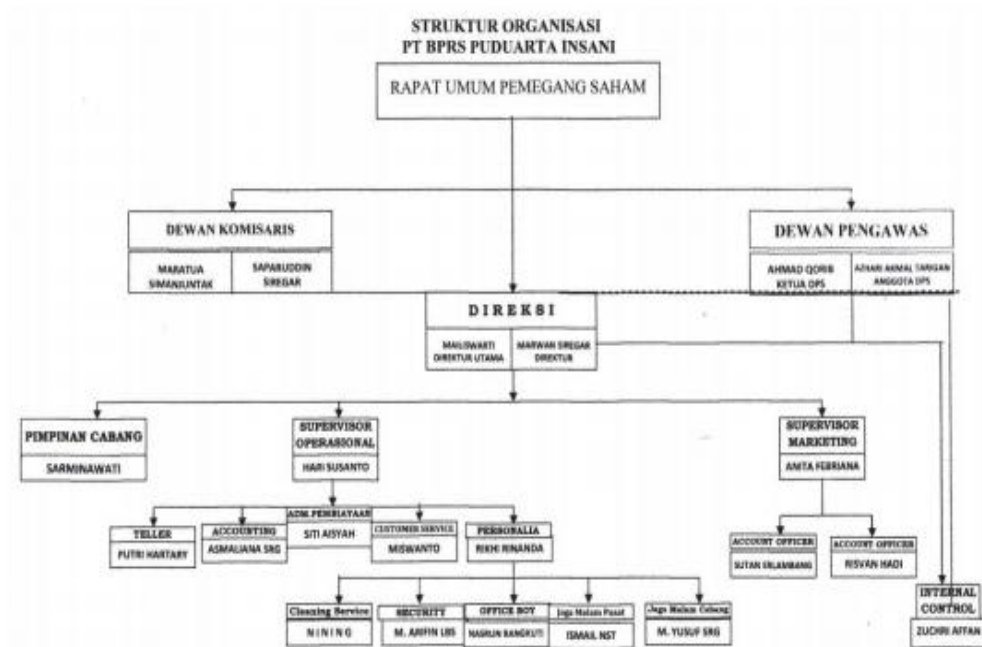 STRUKTUR ORGANISASI
PT BPRS PUDUARTA INSANI
RAPAT UMUM PEMEGANG SAHAM
DEWAN KOMISARIS
MARATUA
SIMANJUNTAK
SAPARUDDIN
SIREGAR
DEWAN PENGAWAS
AHMAD QORIB
KETUA DPS
AZHARI AKMAL TARIGAN
ANGGOTA DPS
DIREKSI
MAILISWARTI
DIREKTUR UTAMA
MARWAN SIREGAR
DIREKTUR
PIMPINAN CABANG
SARMINAWATI
SUPERVISOR
OPERASIONAL
HARI SUSANTO
SUPERVISOR
MARKETING
ANITA FEBRIANA
TELLER
PUTRI HARTARY
ACCOUNTING
ASMALIANA SRG
ADM.PEMBIAYAAN
SITI AISYAH
CUSTOMER SERVICE
MISWANTO
PERSONALIA
RIKHI RINANDA
ACCOUNT OFFICER
SUTAN ERLAMBANG
ACCOUNT OFFICER
RISVAN HADI
Cleaning Service
NINING
SECURITY
M. ARIFIN LBS
OFFICE BOY
NASRUN RANGKUTI
Jaga Malam Pusat
ISMAIL NST
Jaga Malam Cabang
M. YUSUF SRG
INTERNAL
CONTROL
ZUCHRI AFFAN